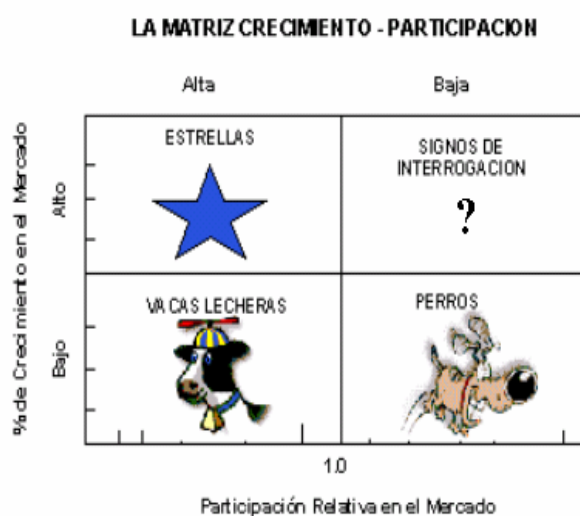 LA MATRIZ CRECIMIENTO - PARTICIPACION
Alta
Baja
% de Crecimiento en el Mercado
Alto
Bajo
ESTRELLAS
SIGNOS DE
INTERROGACION
?
VACAS LECHERAS
PERROS
1.0
Participación Relativa en el Mercado